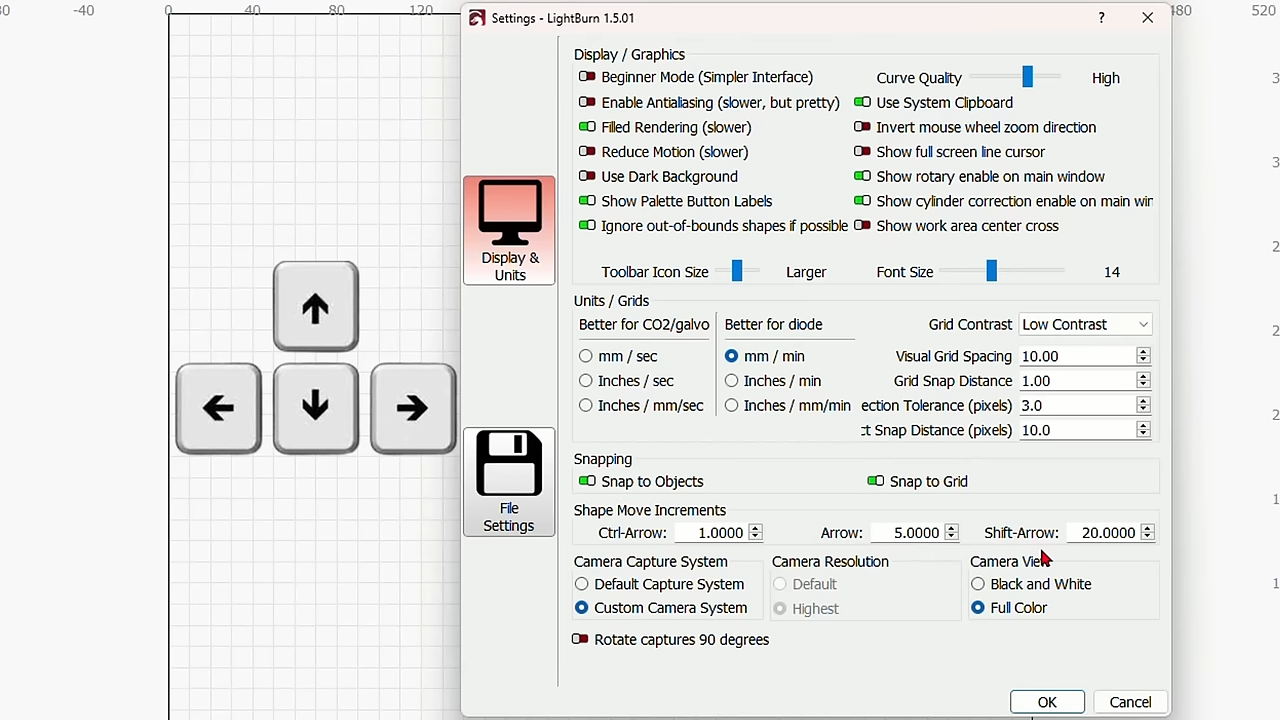 -40
0
40
80
120
480
520
Settings - LightBurn 1.5.01
?
Display / Graphics
Beginner Mode (Simpler Interface)
Curve Quality
High
Enable Antialiasing (slower, but pretty)
Use System Clipboard
Filled Rendering (slower)
Invert mouse wheel zoom direction
Reduce Motion (slower)
Show full screen line cursor
Use Dark Background
Show rotary enable on main window
Show Palette Button Labels
Show cylinder correction enable on main wir
Ignore out-of-bounds shapes if possible
Show work area center cross
Toolbar Icon Size
Larger
Font Size
14
Display &
Units
Units / Grids
Better for CO2/galvo
Better for diode
Grid Contrast
Low Contrast
mm / sec
mm / min
Visual Grid Spacing
10.00
Inches / sec
Inches / min
Grid Snap Distance
1.00
Inches / mm/sec
Inches / mm/min
ection Tolerance (pixels)
3.0
ct Snap Distance (pixels)
10.0
File
Settings
Snapping
Snap to Objects
Snap to Grid
Shape Move Increments
Ctrl-Arrow:
1.0000
Arrow:
5.0000
Shift-Arrow:
20.0000
Camera Capture System
Camera Resolution
Camera View
Default Capture System
Default
Black and White
Custom Camera System
Highest
Full Color
Rotate captures 90 degrees
OK
Cancel